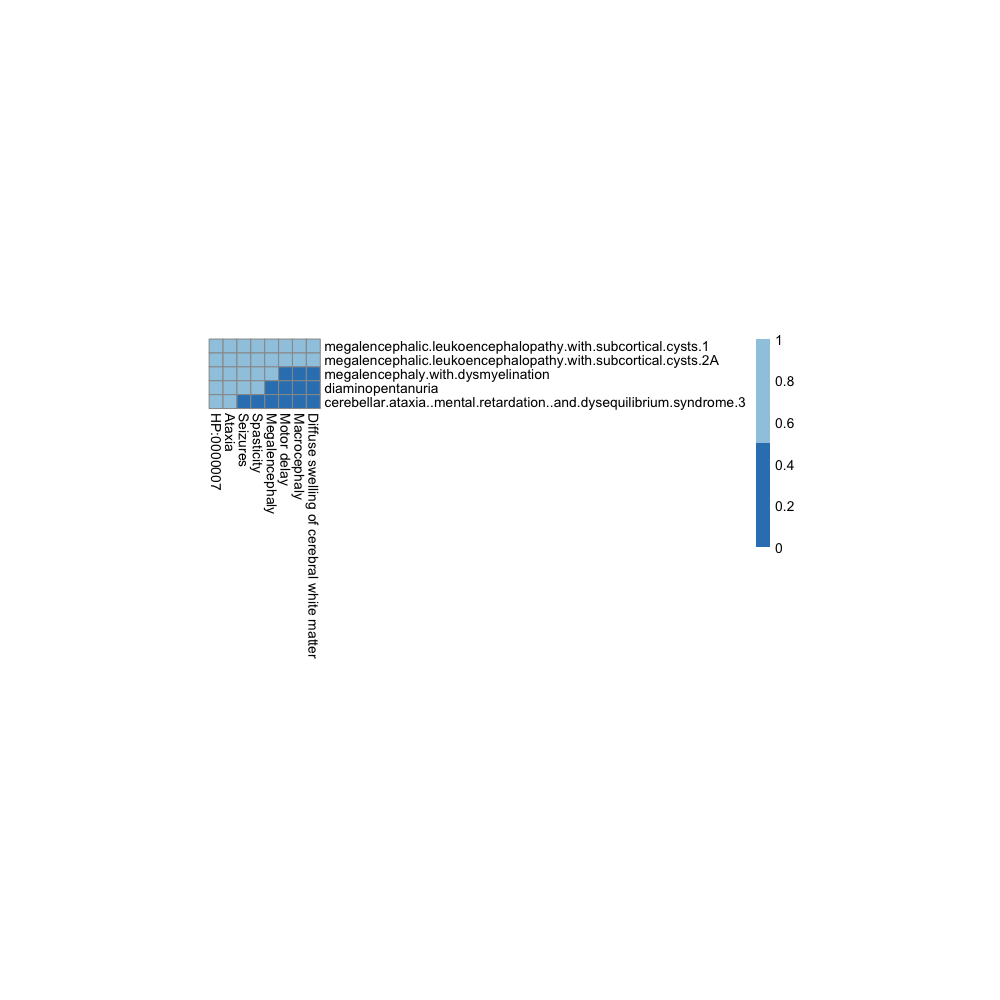 megalencephalic.leukoencephalopathy.with.subcortical.cysts.1
megalencephalic.leukoencephalopathy.with.subcortical.cysts.2A
megalencephaly.with.dysmyelination
diaminopentanuria
cerebellar.ataxia..mental.retardation..and.dysequilibrium.syndrome.3
HP:0000007
Ataxia
Seizures
Spasticity
Megalencephaly
Motor delay
Macrocephaly
Diffuse swelling of cerebral white matter
1
0.8
0.6
0.4
0.2
0